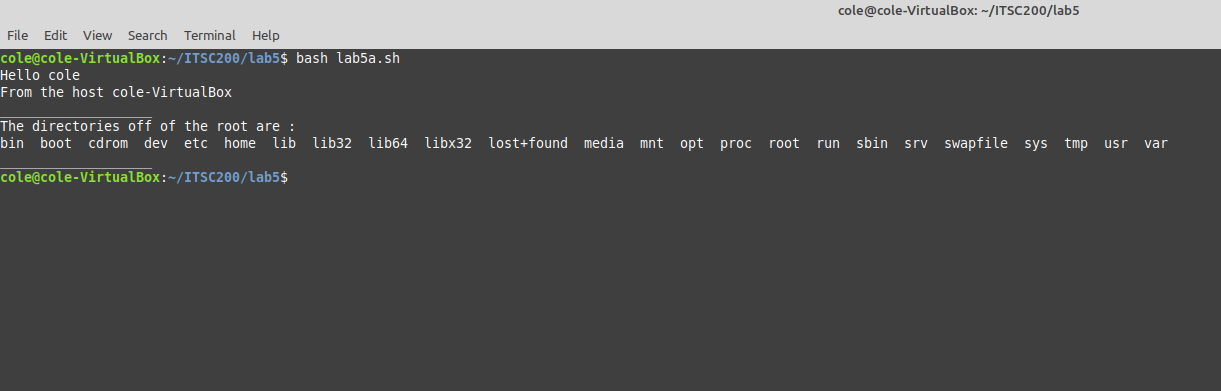 cole@cole-VirtualBox: ~/ITSC200/lab5
File Edit View Search Terminal Help
cole@cole-VirtualBox:~/ITSC200/lab5$ bash lab5a.sh
Hello cole
From the host cole-VirtualBox
___________________
The directories off of the root are :
bin  boot  cdrom  dev  etc  home  lib  lib32  lib64  libx32  lost+found  media  mnt  opt  proc  root  run  sbin  srv  swapfile  sys  tmp  usr  var
___________________
cole@cole-VirtualBox:~/ITSC200/lab5$